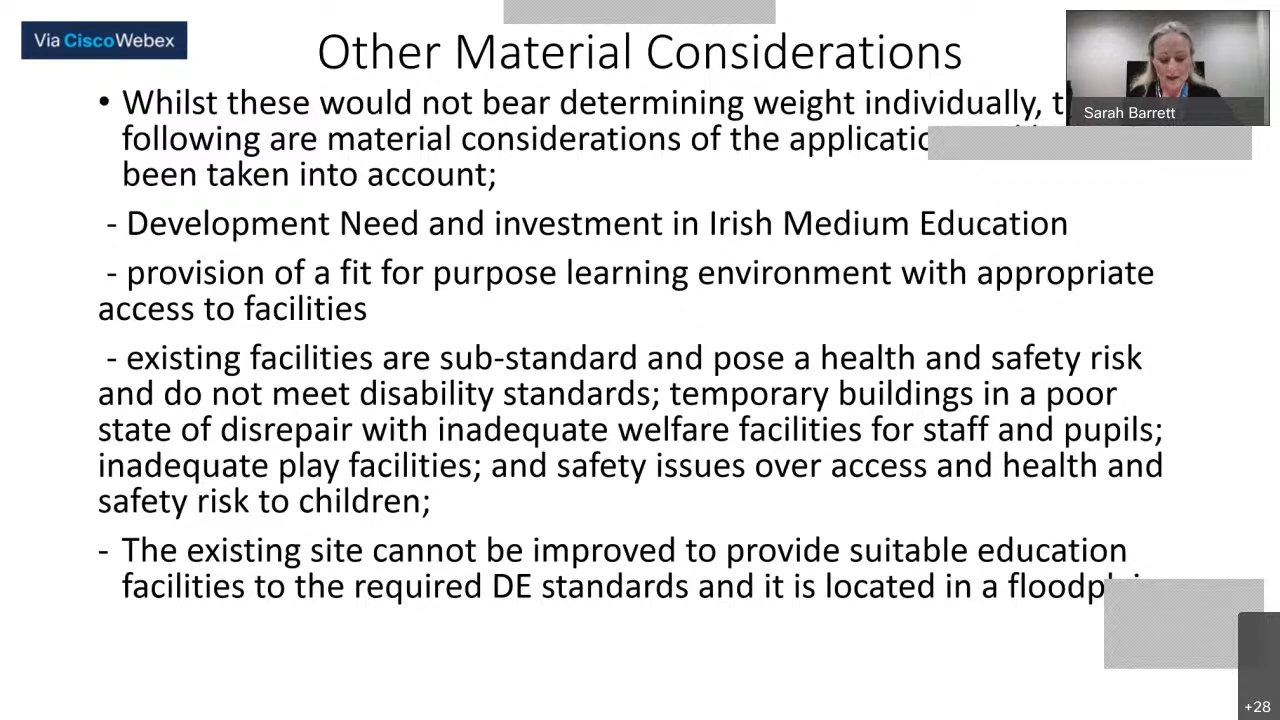 Via CiscoWebex
Other Material Considerations
• Whilst these would not bear determining weight individually,
Sarah Barrett
following are material considerations of the
been taken into account;
- Development Need and investment in Irish Medium Education
- provision of a fit for purpose learning environment with appropriate
access to facilities
- existing facilities are sub-standard and pose a health and safety risk
and do not meet disability standards; temporary buildings in a poor
state of disrepair with inadequate welfare facilities for staff and pupils;
inadequate play facilities; and safety issues over access and health and
safety risk to children;
- The existing site cannot be improved to provide suitable education
facilities to the required DE standards and it is located in a
+28